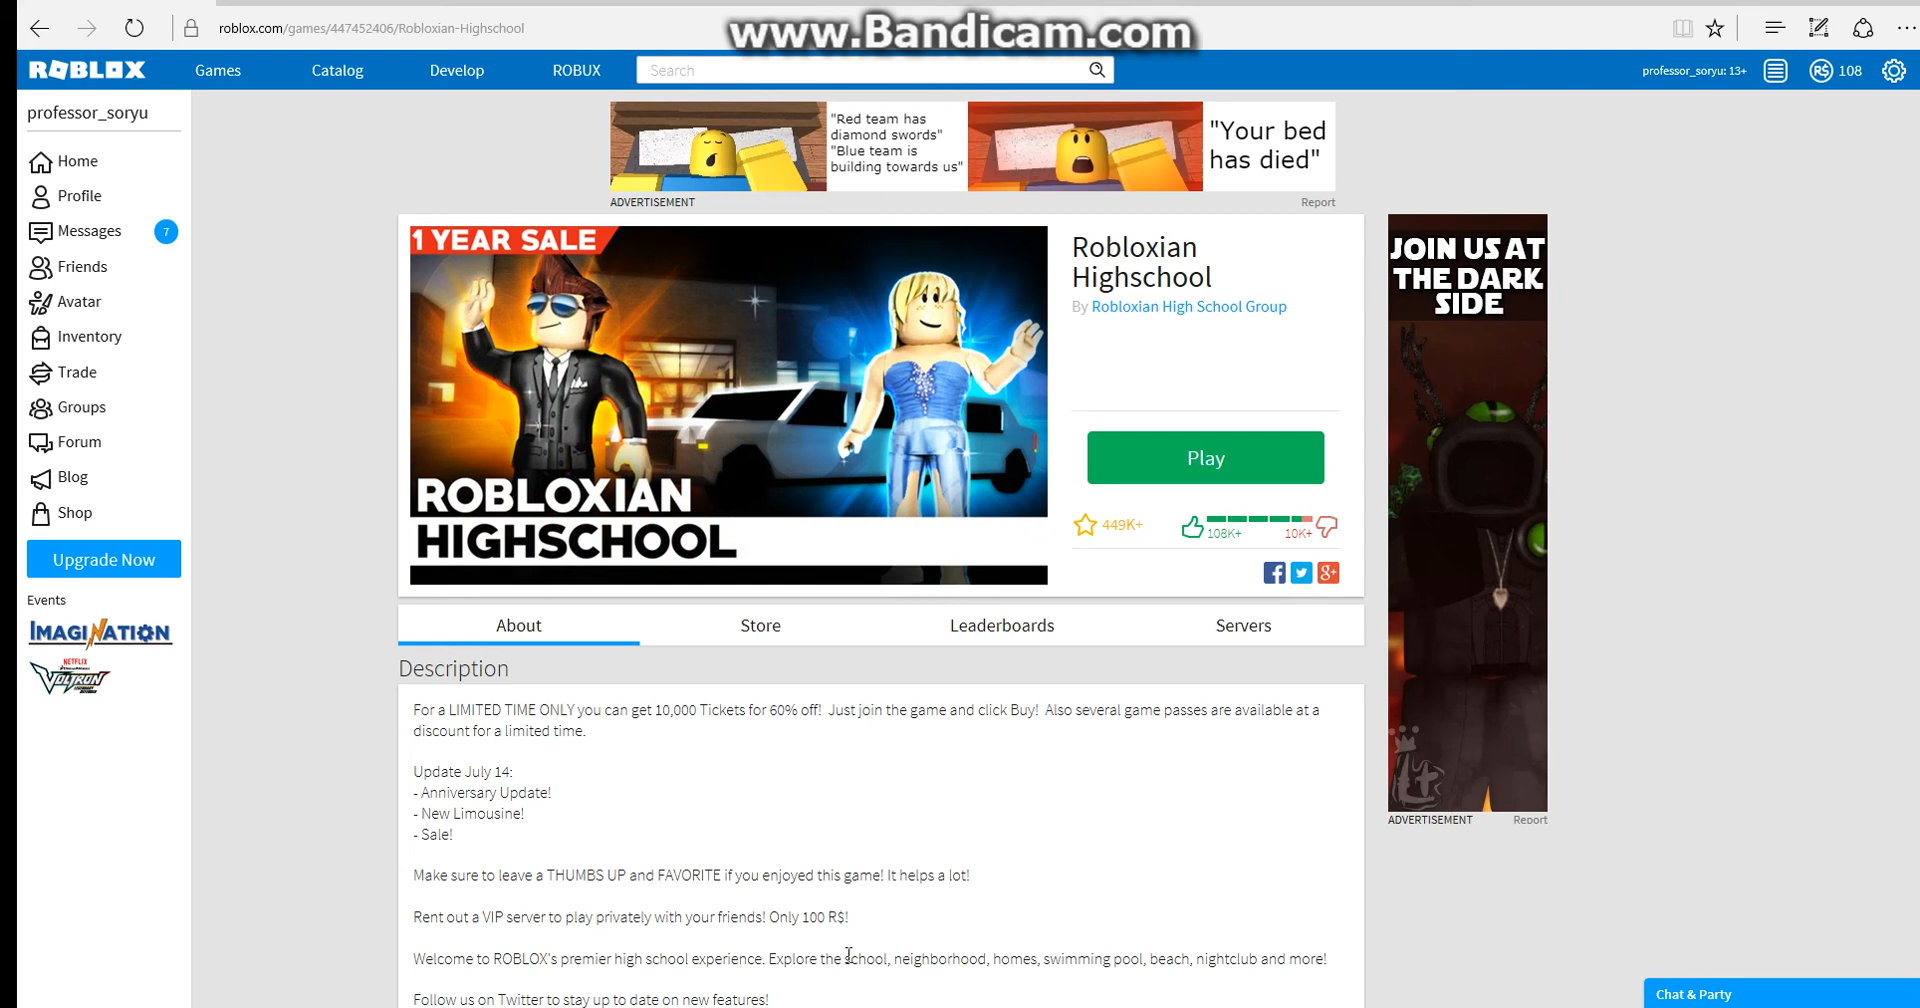 www.Bandicam.com
roblox.com/games/447452406/Robloxian-Highschool
ROBLOX
Games
Catalog
Develop
ROBUX
Search
professor_soryu: 13+
R$ 108
professor_soryu
Home
Profile
Messages 7
Friends
Avatar
Inventory
Trade
Groups
Forum
Blog
Shop
Upgrade Now
Events
IMAGINATION
NETFLIX
VOLTRON
"Red team has
diamond swords"
"Blue team is
building towards us"
"Your bed
has died"
ADVERTISEMENT
Report
1 YEAR SALE
ROBLOXIAN
HIGHSCHOOL
Robloxian
Highschool
By Robloxian High School Group
Play
449K+
108K+
10K+
About
Store
Leaderboards
Servers
Description
For a LIMITED TIME ONLY you can get 10,000 Tickets for 60% off! Just join the game and click Buy! Also several game passes are available at a
discount for a limited time.
Update July 14:
- Anniversary Update!
- New Limousine!
- Sale!
Make sure to leave a THUMBS UP and FAVORITE if you enjoyed this game! It helps a lot!
Rent out a VIP server to play privately with your friends! Only 100 R$!
Welcome to ROBLOX's premier high school experience. Explore the school, neighborhood, homes, swimming pool, beach, nightclub and more!
Follow us on Twitter to stay up to date on new features!
JOIN US AT
THE DARK
SIDE
ADVERTISEMENT
Report
Chat & Party